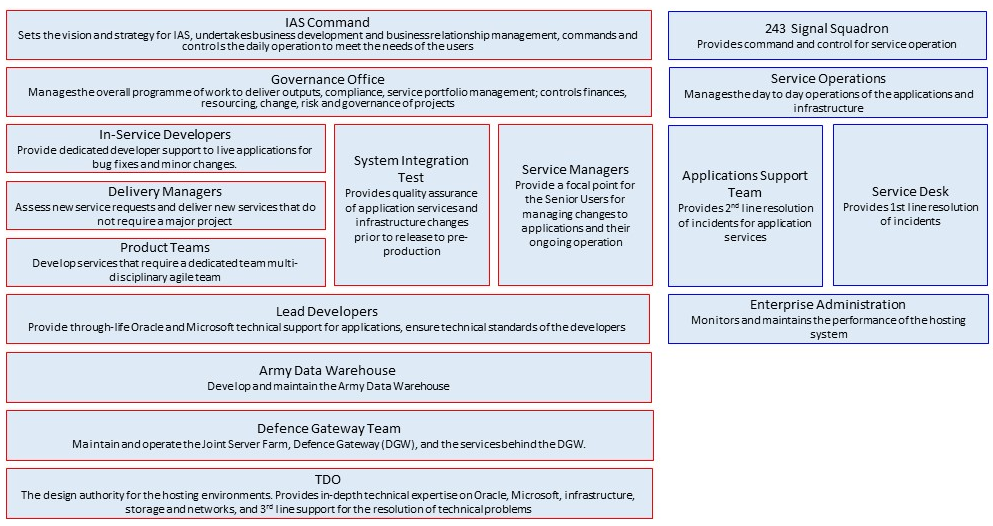 IAS Command
Sets the vision and strategy for IAS, undertakes business development and business relationship management, commands and
controls the daily operation to meet the needs of the users
Governance Office
Manages the overall programme of work to deliver outputs, compliance, service portfolio management; controls finances,
resourcing, change, risk and governance of projects
In-Service Developers
Provide dedicated developer support to live applications for
bug fixes and minor changes.
Delivery Managers
Assess new service requests and deliver new services that do
not require a major project
Product Teams
Develop services that require a dedicated team multi-
disciplinary agile team
System Integration
Test
Provides quality assurance
of application services and
infrastructure changes
prior to release to pre-
production
Service Managers
Provide a focal point for
the Senior Users for
managing changes to
applications and their
ongoing operation
Lead Developers
Provide through-life Oracle and Microsoft technical support for applications, ensure technical standards of the developers
Army Data Warehouse
Develop and maintain the Army Data Warehouse
Defence Gateway Team
Maintain and operate the Joint Server Farm, Defence Gateway (DGW), and the services behind the DGW.
TDO
The design authority for the hosting environments. Provides in-depth technical expertise on Oracle, Microsoft, infrastructure,
storage and networks, and 3rd line support for the resolution of technical problems
243 Signal Squadron
Provides command and control for service operation
Service Operations
Manages the day to day operations of the applications and
infrastructure
Applications Support
Team
Provides 2nd line resolution
of incidents for application
services
Service Desk
Provides 1st line resolution
of incidents
Enterprise Administration
Monitors and maintains the performance of the hosting
system